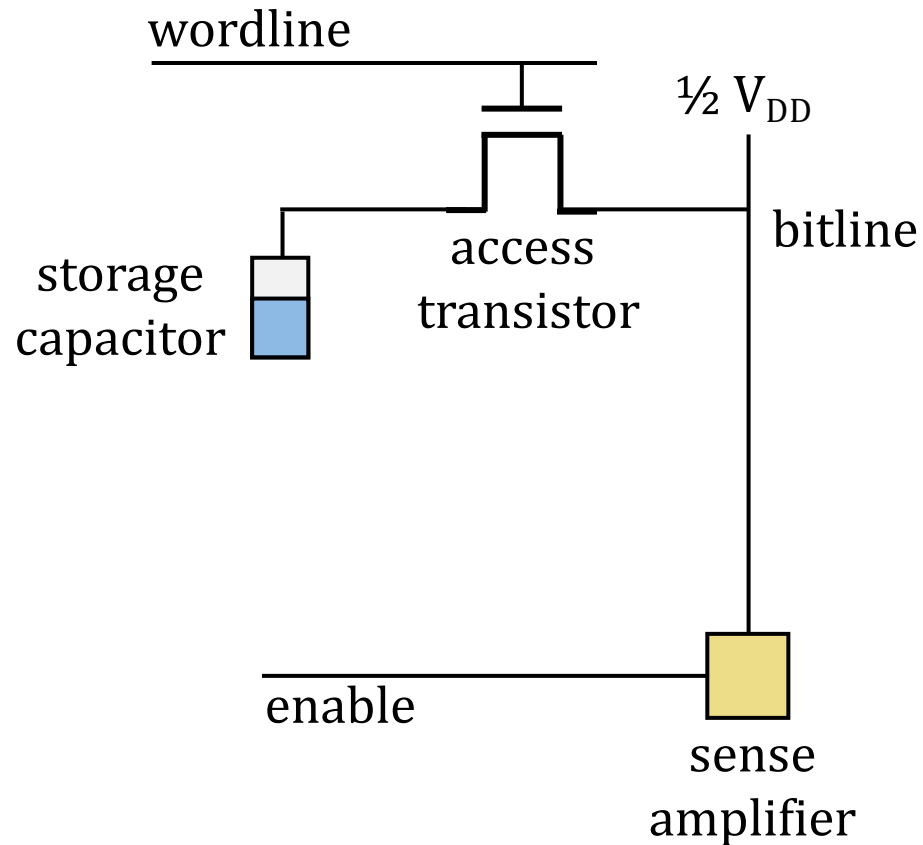 wordline
½ VDD
bitline
access
transistor
storage
capacitor
enable
sense
amplifier